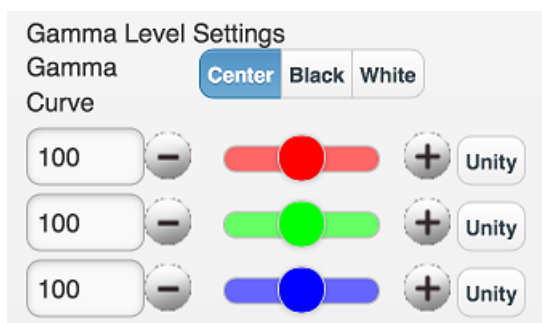 Gamma Level Settings
Gamma Curve
Center Black White
100 − + Unity
100 − + Unity
100 − + Unity